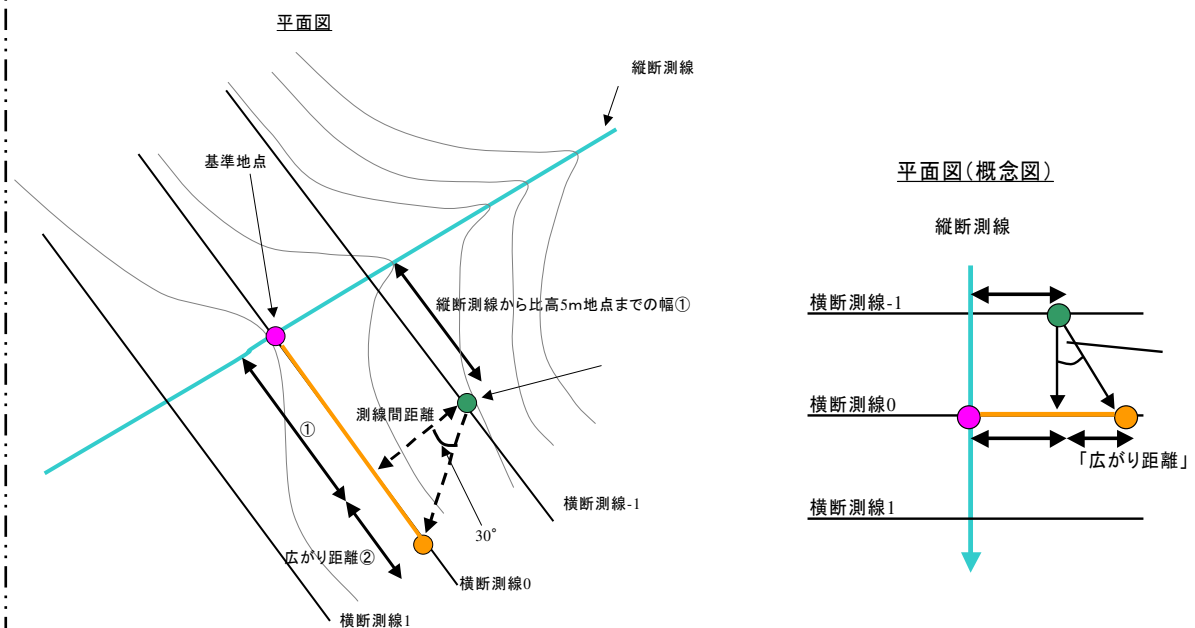 平面図
縦断測線
基準地点
縦断測線から比高5m地点までの幅①
測線間距離
①
横断測線-1
30°
広がり距離②
横断測線0
横断測線1
平面図(概念図)
縦断測線
横断測線-1
横断測線0
「広がり距離」
横断測線1